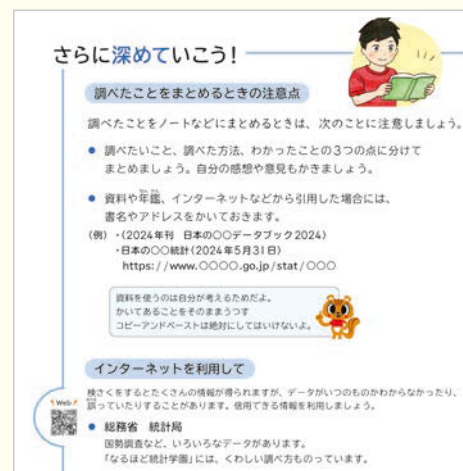 さらに深めていこう!
調べたことをまとめるときの注意点
調べたことをノートなどにまとめるときは、次のことに注意しましょう。
● 調べたいこと、調べた方法、わかったことの3つの点に分けて
まとめましょう。自分の感想や意見もかきましょう。
● 資料や年鑑、インターネットなどから引用した場合には、
書名やアドレスをかいておきます。
(例) ・(2024年刊 日本の〇〇データブック2024)
・日本の〇〇統計(2024年5月31日)
https://www.〇〇〇〇.go.jp/stat/〇〇〇
資料を使うのは自分が考えるためだよ。
かいてあることをそのままうつす
コピーアンドペーストは絶対にしてはいけないよ。
インターネットを利用して
検さくをするとたくさんの情報が得られますが、データがいつのものかわからなかったり、
誤っていたりすることがあります。信用できる情報を利用しましょう。
Web
● 総務省 統計局
国勢調査など、いろいろなデータがあります。
「なるほど統計学園」には、くわしい調べ方ものっています。